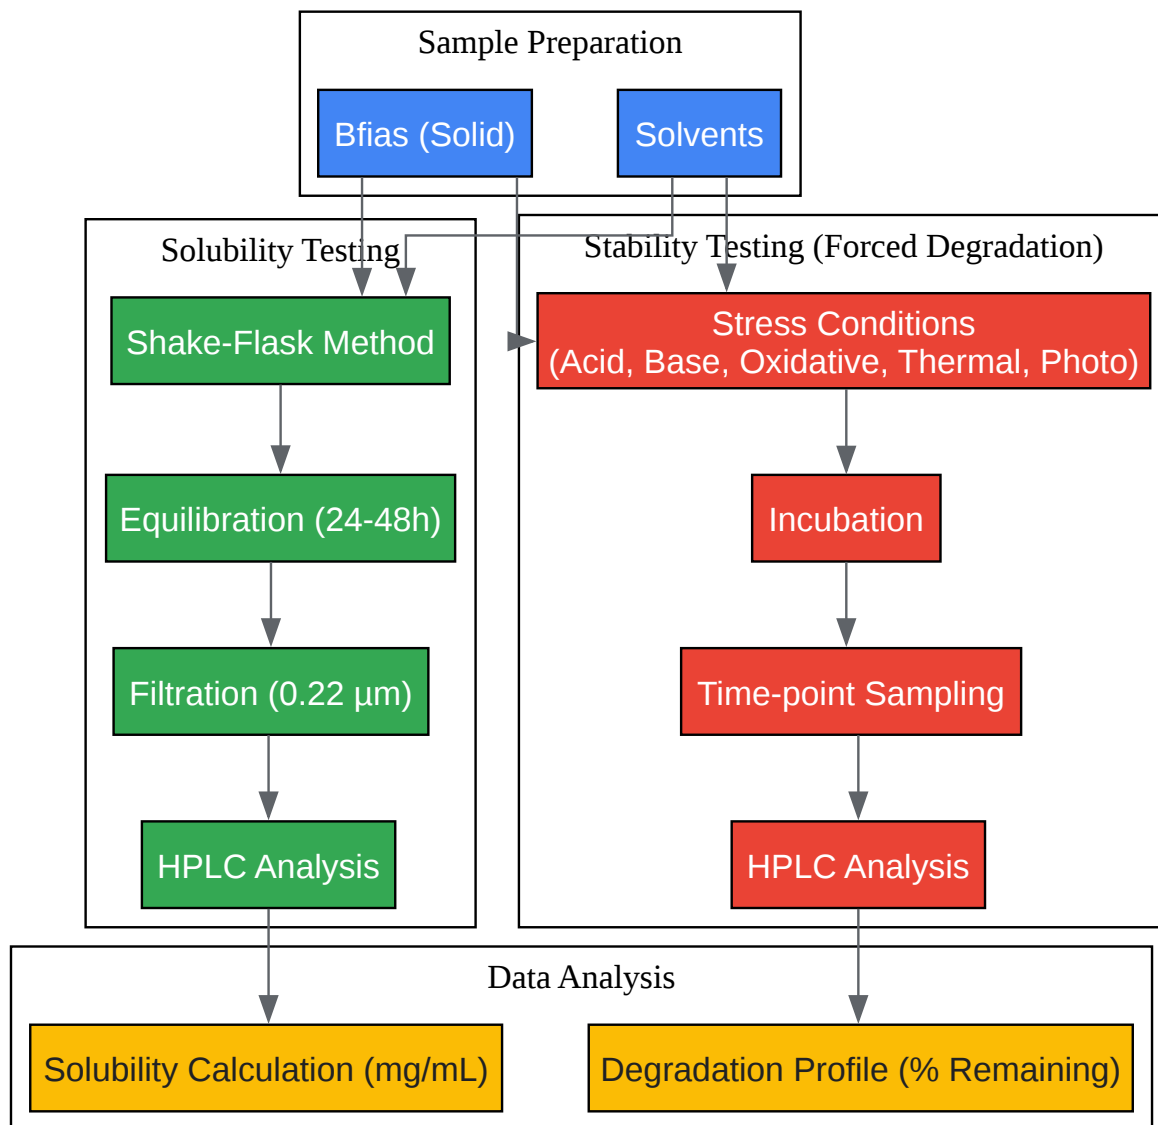 Sample Preparation
Bfias (Solid)
Solvents
Solubility Testing
Shake-Flask Method
Equilibration (24-48h)
Filtration (0.22 µm)
HPLC Analysis
Stability Testing (Forced Degradation)
Stress Conditions
(Acid, Base, Oxidative, Thermal, Photo)
Incubation
Time-point Sampling
HPLC Analysis
Data Analysis
Solubility Calculation (mg/mL)
Degradation Profile (% Remaining)